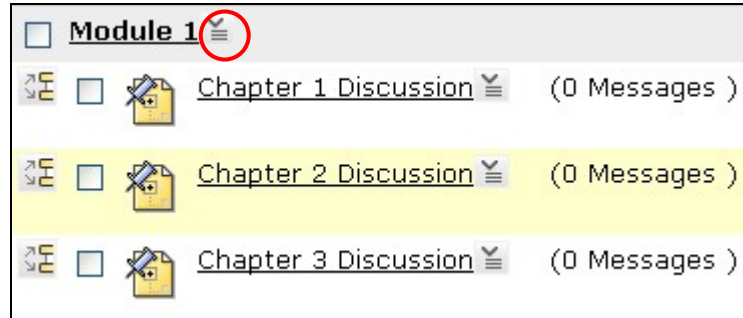 Module 1
Chapter 1 Discussion (0 Messages )
Chapter 2 Discussion (0 Messages )
Chapter 3 Discussion (0 Messages )